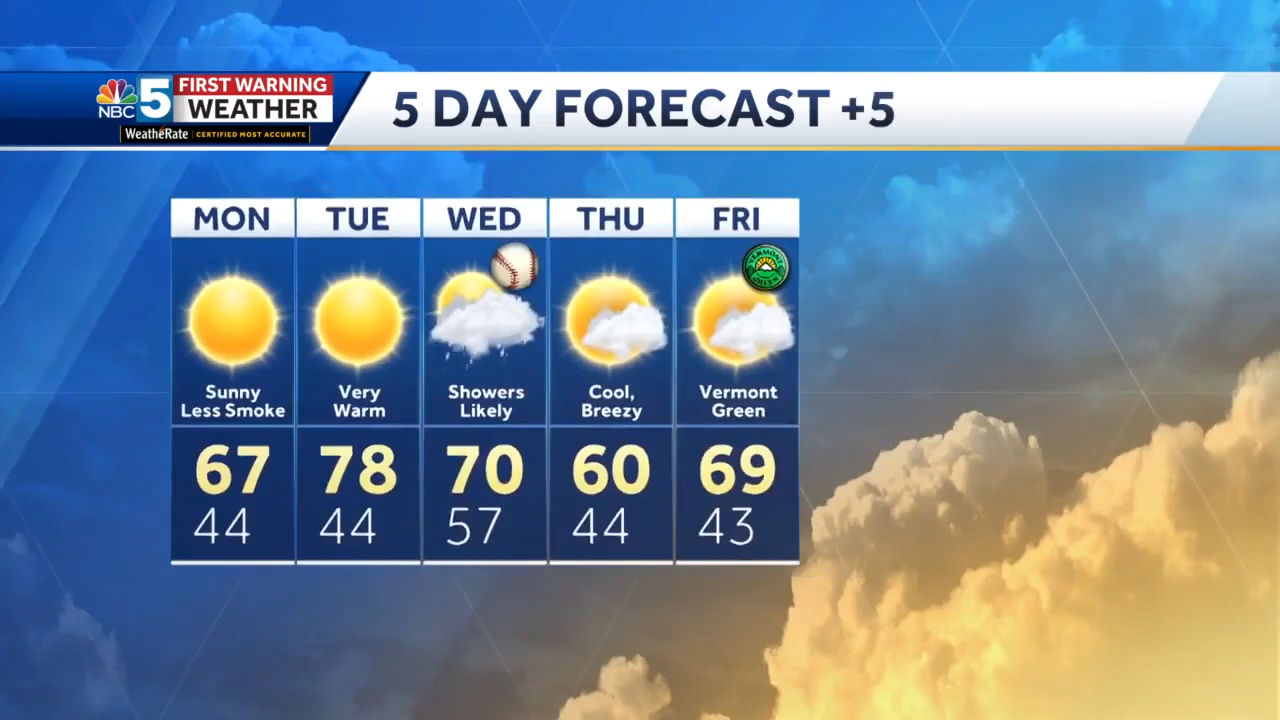 NBC 5 FIRST WARNING
WEATHER
WeatheRate CERTIFIED MOST ACCURATE
5 DAY FORECAST +5
MON TUE WED THU FRI
VERMONT
GREEN
Sunny
Less Smoke
Very
Warm
Showers
Likely
Cool,
Breezy
Vermont
Green
67 78 70 60 69
44 44 57 44 43